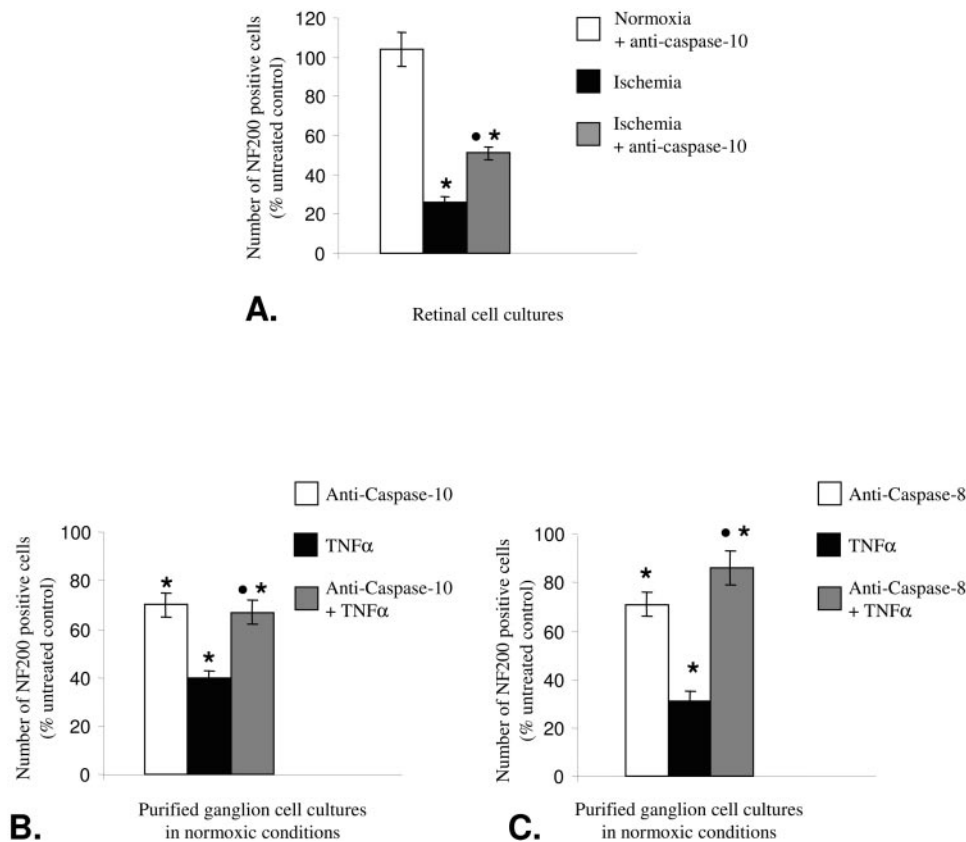 Number of NF200 positive cells
(% untreated control)
120
100
80
60
40
20
0
* 
● *
Normoxia
+ anti-caspase-10
Ischemia
Ischemia
+ anti-caspase-10
A.
Retinal cell cultures
Number of NF200 positive cells
(% untreated control)
100
80
60
40
20
0
*
*
● *
Anti-Caspase-10
TNFα
Anti-Caspase-10
+ TNFα
B.
Purified ganglion cell cultures
in normoxic conditions
Number of NF200 positive cells
(% untreated control)
100
80
60
40
20
0
*
*
● *
Anti-Caspase-8
TNFα
Anti-Caspase-8
+ TNFα
C.
Purified ganglion cell cultures
in normoxic conditions